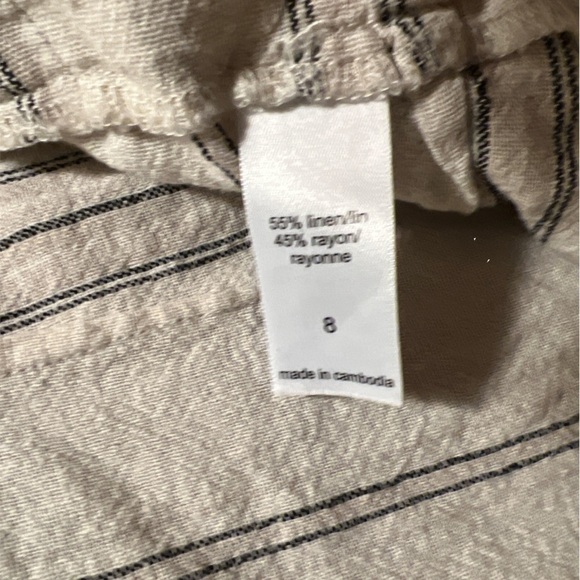 55% linen/lin
45% rayon/
rayonne
8
made in cambodia